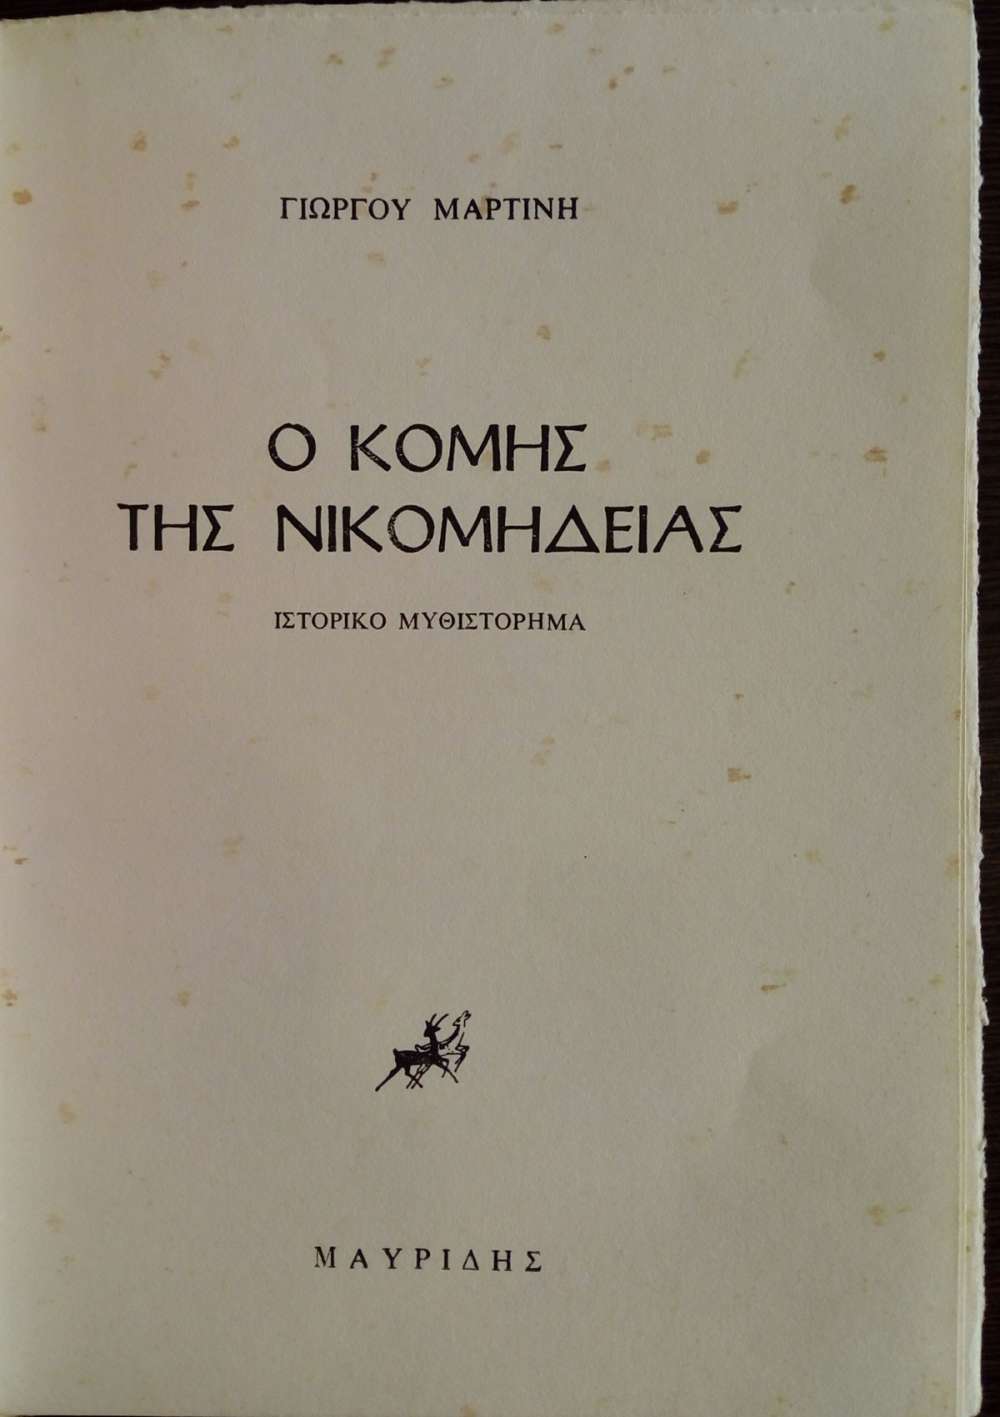 ΓΙΩΡΓΟΥ ΜΑΡΤΙΝΗ
Ο ΚΟΜΗΣ
ΤΗΣ ΝΙΚΟΜΗΔΕΙΑΣ
ΙΣΤΟΡΙΚΟ ΜΥΘΙΣΤΟΡΗΜΑ
ΜΑΥΡΙΔΗΣ